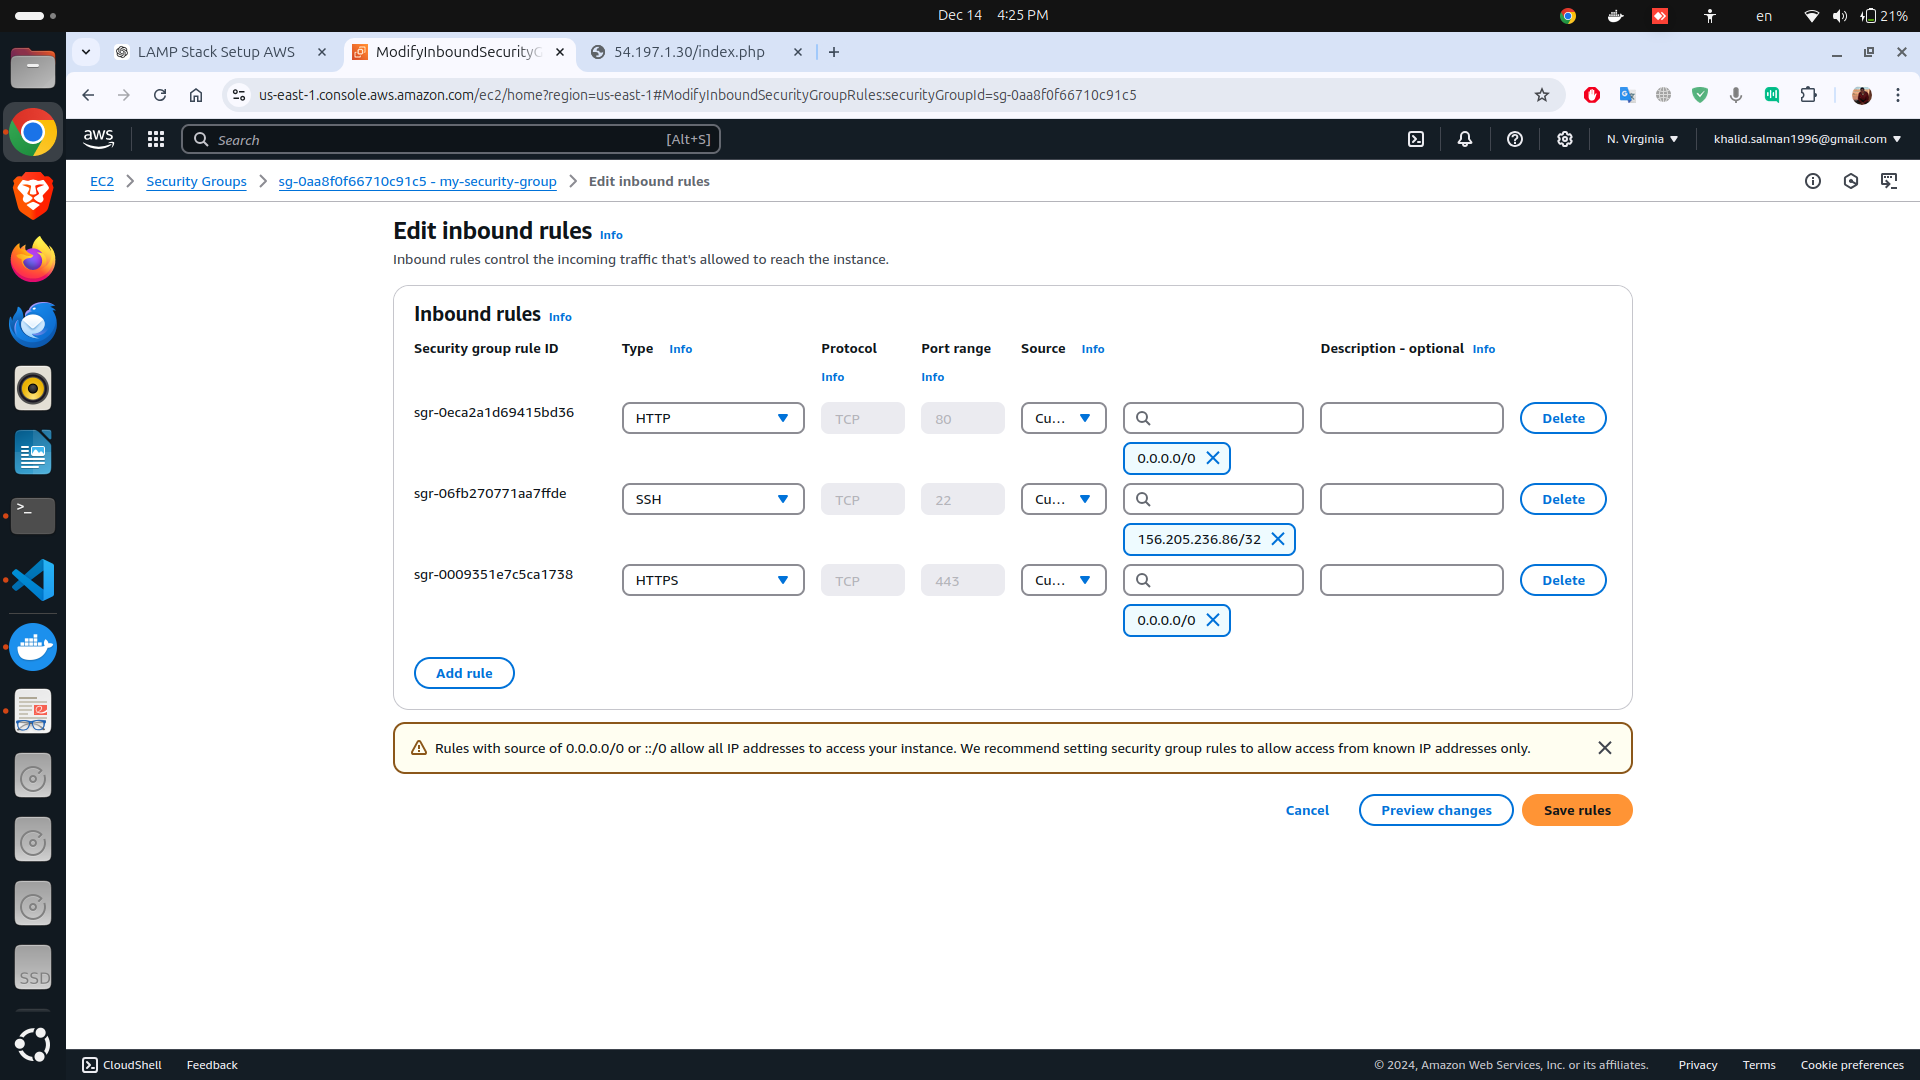 Dec 14 4:25 PM
en
21%
LAMP Stack Setup AWS
ModifyInboundSecurityG
54.197.1.30/index.php
us-east-1.console.aws.amazon.com/ec2/home?region=us-east-1#ModifyInboundSecurityGroupRules:securityGroupId=sg-0aa8f0f66710c91c5
aws
Search
[Alt+S]
N. Virginia
khalid.salman1996@gmail.com
EC2
Security Groups
sg-0aa8f0f66710c91c5 - my-security-group
Edit inbound rules
Edit inbound rules Info
Inbound rules control the incoming traffic that's allowed to reach the instance.
Inbound rules Info
Security group rule ID
Type Info
Protocol Info
Port range Info
Source Info
Description - optional Info
sgr-0eca2a1d69415bd36
HTTP
TCP
80
Cu...
Delete
0.0.0.0/0
sgr-06fb270771aa7ffde
SSH
TCP
22
Cu...
Delete
156.205.236.86/32
sgr-0009351e7c5ca1738
HTTPS
TCP
443
Cu...
Delete
0.0.0.0/0
Add rule
Rules with source of 0.0.0.0/0 or ::/0 allow all IP addresses to access your instance. We recommend setting security group rules to allow access from known IP addresses only.
Cancel
Preview changes
Save rules
SSD
CloudShell
Feedback
© 2024, Amazon Web Services, Inc. or its affiliates.
Privacy
Terms
Cookie preferences